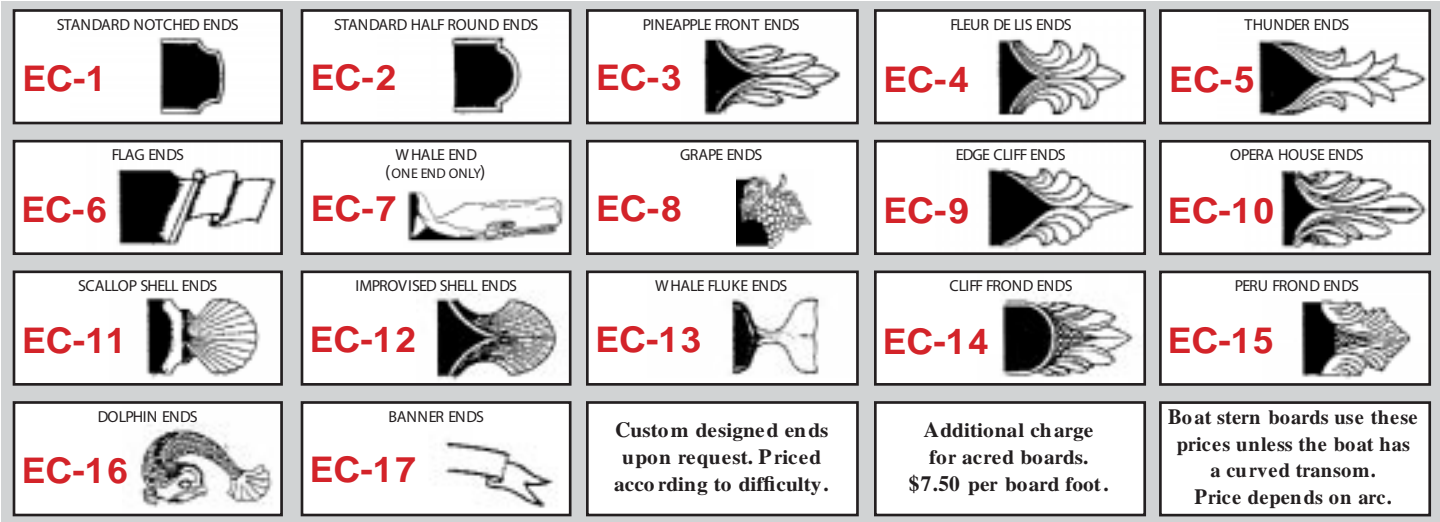 STANDARD NOTCHED ENDS
EC-1
STANDARD HALF ROUND ENDS
EC-2
PINEAPPLE FRONT ENDS
EC-3
FLEUR DE LIS ENDS
EC-4
THUNDER ENDS
EC-5
FLAG ENDS
EC-6
WHALE END
(ONE END ONLY)
EC-7
GRAPE ENDS
EC-8
EDGE CLIFF ENDS
EC-9
OPERA HOUSE ENDS
EC-10
SCALLOP SHELL ENDS
EC-11
IMPROVISED SHELL ENDS
EC-12
WHALE FLUKE ENDS
EC-13
CLIFF FROND ENDS
EC-14
PERU FROND ENDS
EC-15
DOLPHIN ENDS
EC-16
BANNER ENDS
EC-17
Custom designed ends
upon request. Priced
according to difficulty.
Additional charge
for acred boards.
$7.50 per board foot.
Boat stern boards use these
prices unless the boat has
a curved transom.
Price depends on arc.